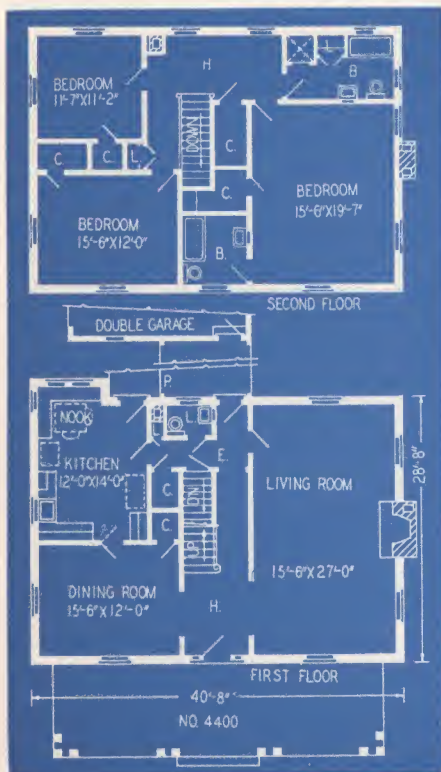 BEDROOM
11'-7"X11'-2"
H.
L.
B.
DOWN
C.
C.
C.
L.
C.
BEDROOM
15'-6"X12'-0"
B.
BEDROOM
15'-6"X19'-7"
SECOND FLOOR
DOUBLE GARAGE
P.
NOOK
KITCHEN
12'-0"X14'-0"
L.
E.
C.
C.
DN.
UP
LIVING ROOM
28'-8"
DINING ROOM
15'-6"X12'-0"
15'-6"X27'-0"
H.
FIRST FLOOR
40'-8"
NO. 4400